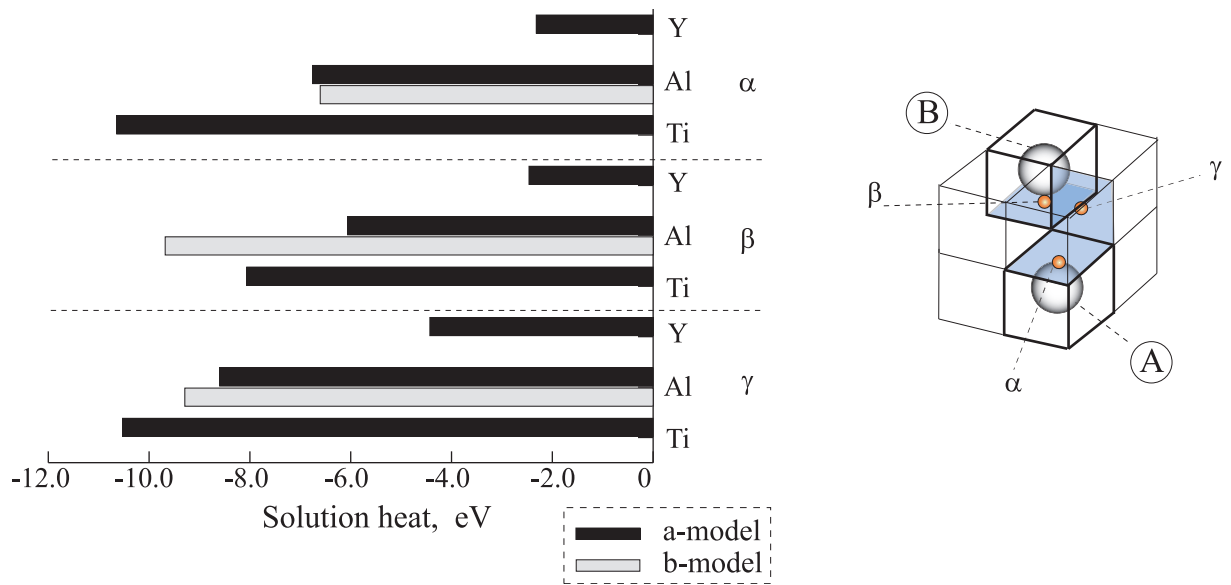 Y
Al α
Ti
Y
Al β
Ti
Y
Al γ
Ti
-12.0 -10.0 -8.0 -6.0 -4.0 -2.0 0
Solution heat, eV
a-model
b-model
B
β
γ
A
α